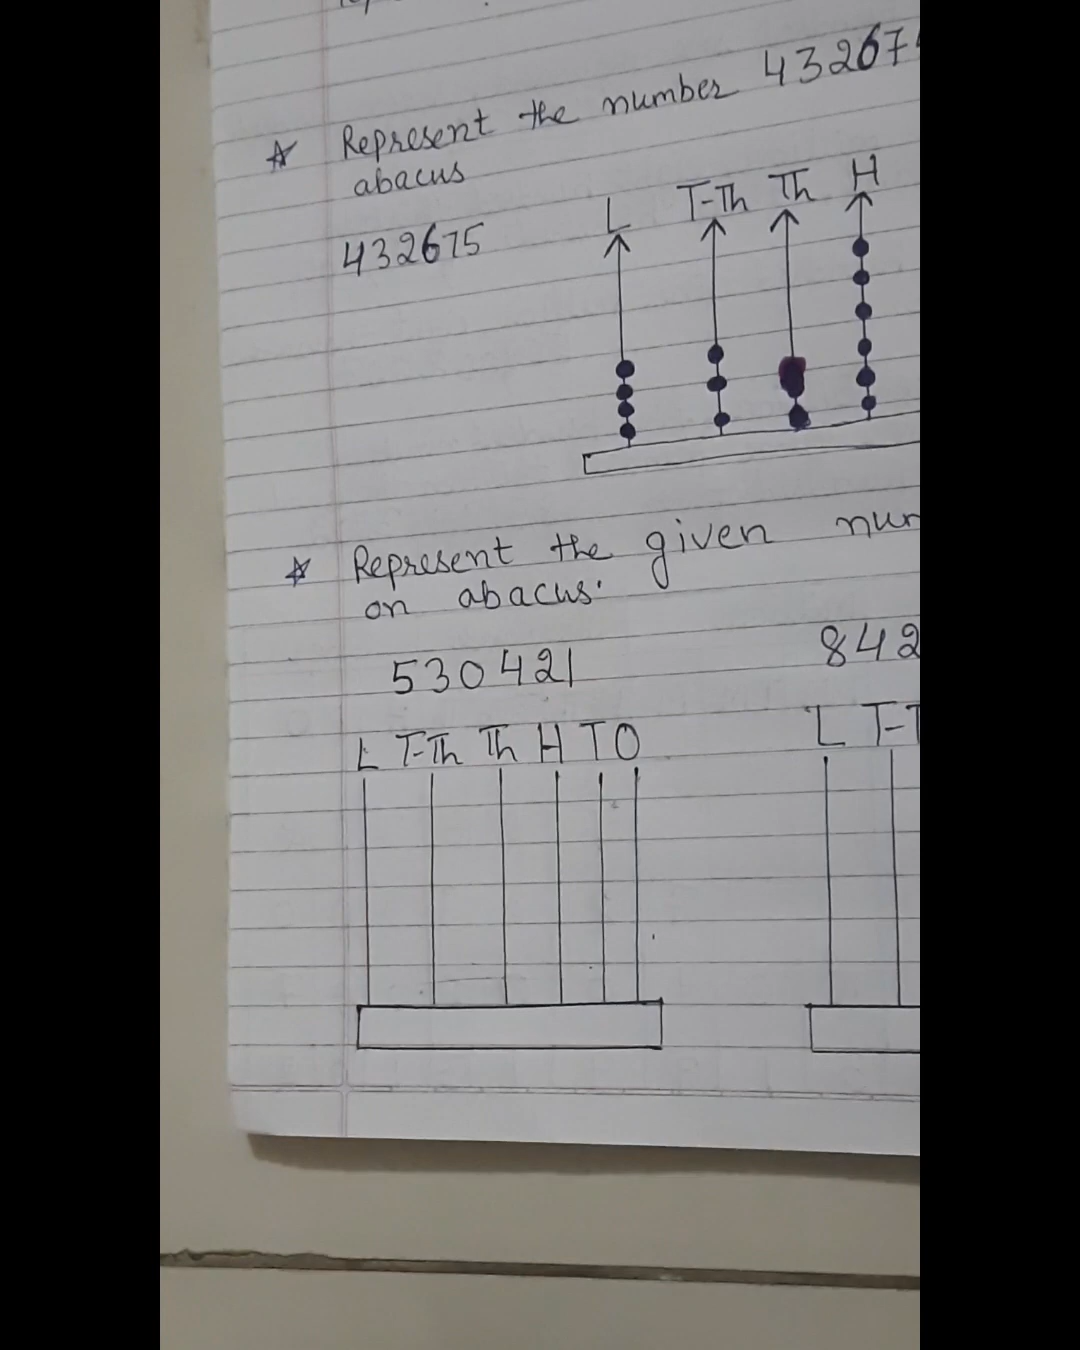 Represent the number 43267
abacus
432675
L T-Th Th H
Represent the given
on abacus:
530421 842
L T-Th Th H T O L